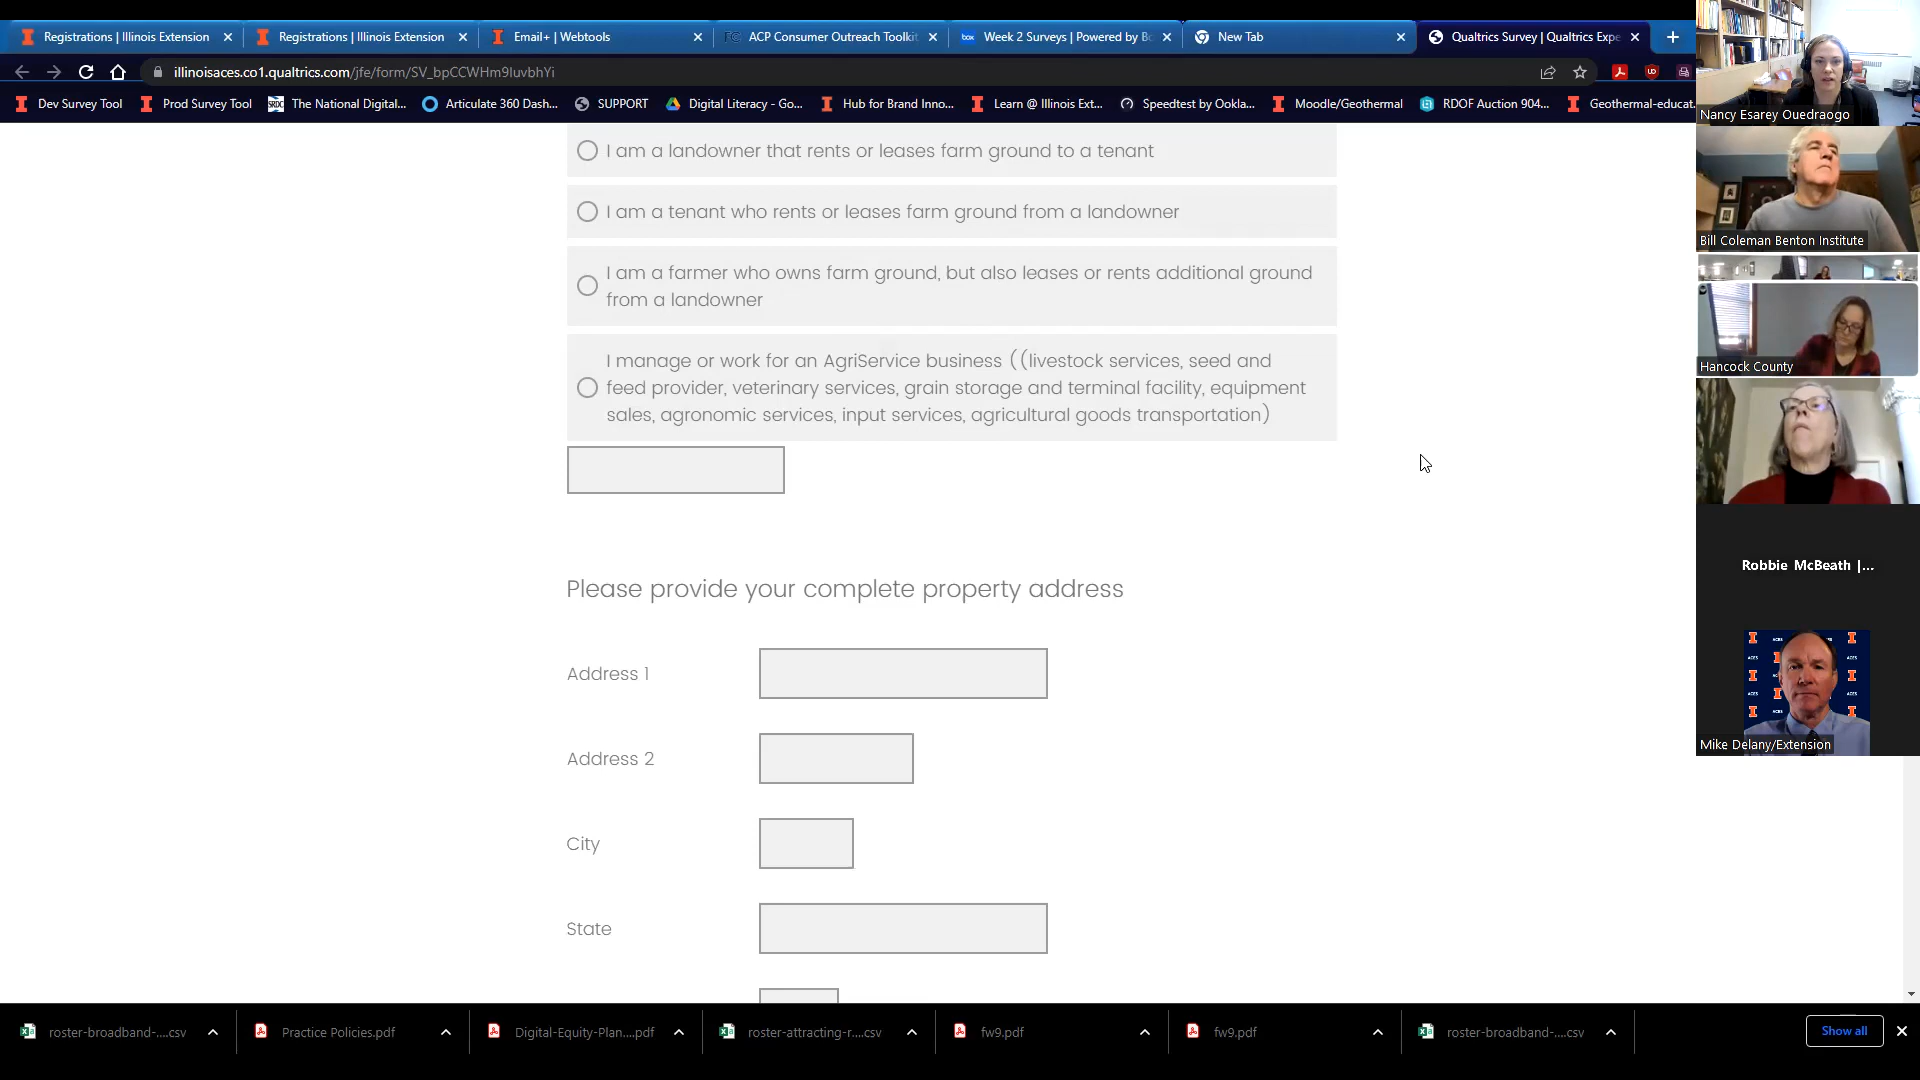 Registrations | Illinois Extension
Registrations | Illinois Extension
Email+ | Webtools
ACP Consumer Outreach Toolkit
Week 2 Surveys | Powered by Bo
New Tab
Qualtrics Survey | Qualtrics Expe
illinoisaces.co1.qualtrics.com/jfe/form/SV_bpCCWHm9IuvbhYi
Dev Survey Tool
Prod Survey Tool
The National Digital...
Articulate 360 Dash...
SUPPORT
Digital Literacy - Go...
Hub for Brand Inno...
Learn @ Illinois Ext...
Speedtest by Ookla...
Moodle/Geothermal
RDOF Auction 904...
Geothermal-educat.
I am a landowner that rents or leases farm ground to a tenant
I am a tenant who rents or leases farm ground from a landowner
I am a farmer who owns farm ground, but also leases or rents additional ground
from a landowner
I manage or work for an AgriService business ((livestock services, seed and
feed provider, veterinary services, grain storage and terminal facility, equipment
sales, agronomic services, input services, agricultural goods transportation)
Please provide your complete property address
Address 1
Address 2
City
State
Nancy Esarey Ouedraogo
Bill Coleman Benton Institute
Hancock County
Robbie McBeath |...
Mike Delany/Extension
roster-broadband-....csv
Practice Policies.pdf
Digital-Equity-Plan....pdf
roster-attracting-r....csv
fw9.pdf
fw9.pdf
roster-broadband-....csv
Show all